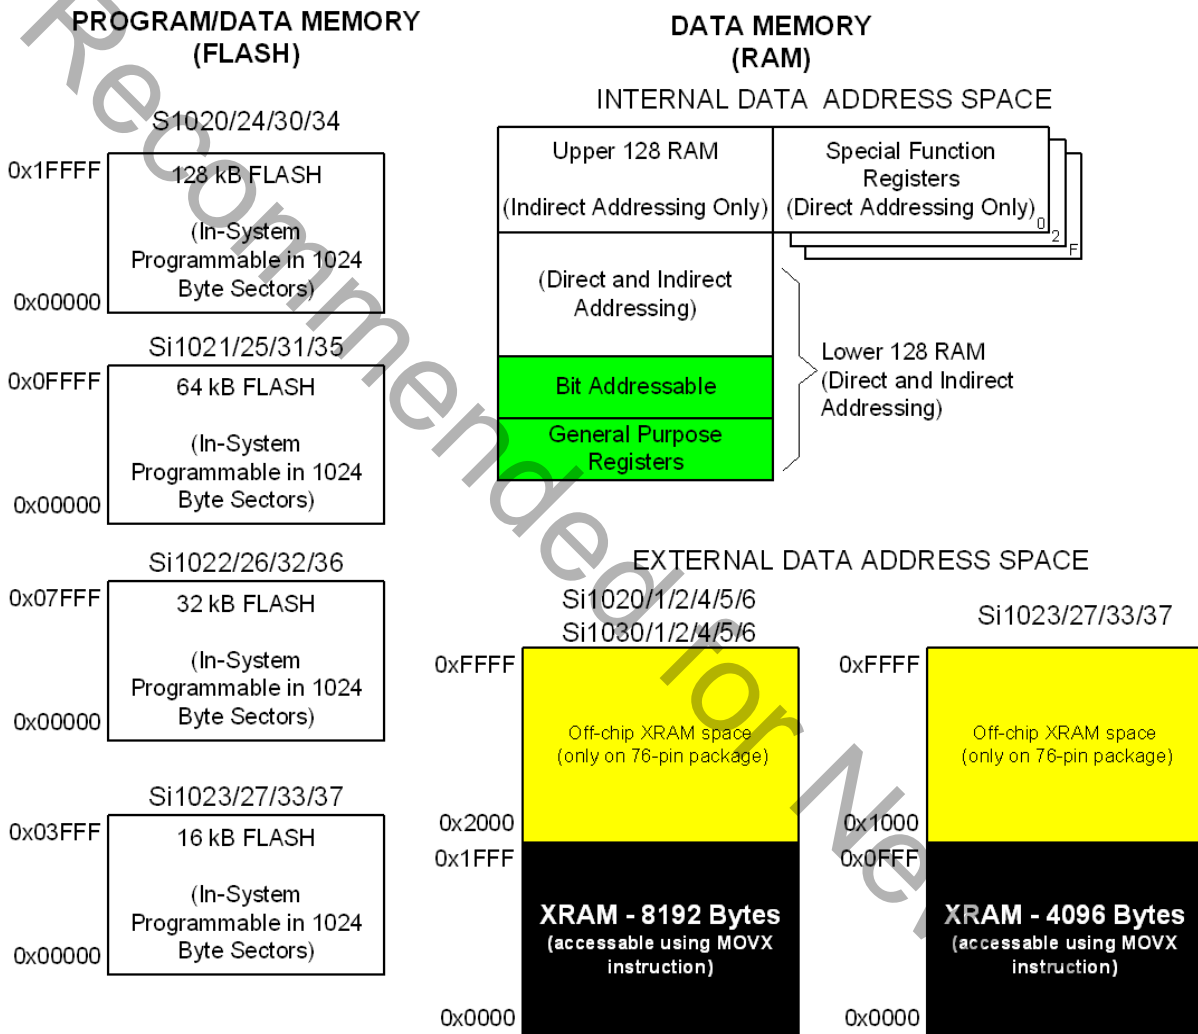 PROGRAM/DATA MEMORY
(FLASH)
S1020/24/30/34
0x1FFFF
128 kB FLASH
(In-System
Programmable in 1024
Byte Sectors)
0x00000
Si1021/25/31/35
0x0FFFF
64 kB FLASH
(In-System
Programmable in 1024
Byte Sectors)
0x00000
Si1022/26/32/36
0x07FFF
32 kB FLASH
(In-System
Programmable in 1024
Byte Sectors)
0x00000
Si1023/27/33/37
0x03FFF
16 kB FLASH
(In-System
Programmable in 1024
Byte Sectors)
0x00000
DATA MEMORY
(RAM)
INTERNAL DATA ADDRESS SPACE
Upper 128 RAM
(Indirect Addressing Only)
Special Function
Registers
(Direct Addressing Only)
0
2
F
(Direct and Indirect
Addressing)
Bit Addressable
General Purpose
Registers
Lower 128 RAM
(Direct and Indirect
Addressing)
EXTERNAL DATA ADDRESS SPACE
Si1020/1/2/4/5/6
Si1030/1/2/4/5/6
0xFFFF
Off-chip XRAM space
(only on 76-pin package)
0x2000
0x1FFF
XRAM - 8192 Bytes
(accessable using MOVX
instruction)
0x0000
Si1023/27/33/37
0xFFFF
Off-chip XRAM space
(only on 76-pin package)
0x1000
0x0FFF
XRAM - 4096 Bytes
(accessable using MOVX
instruction)
0x0000
Recommended for New